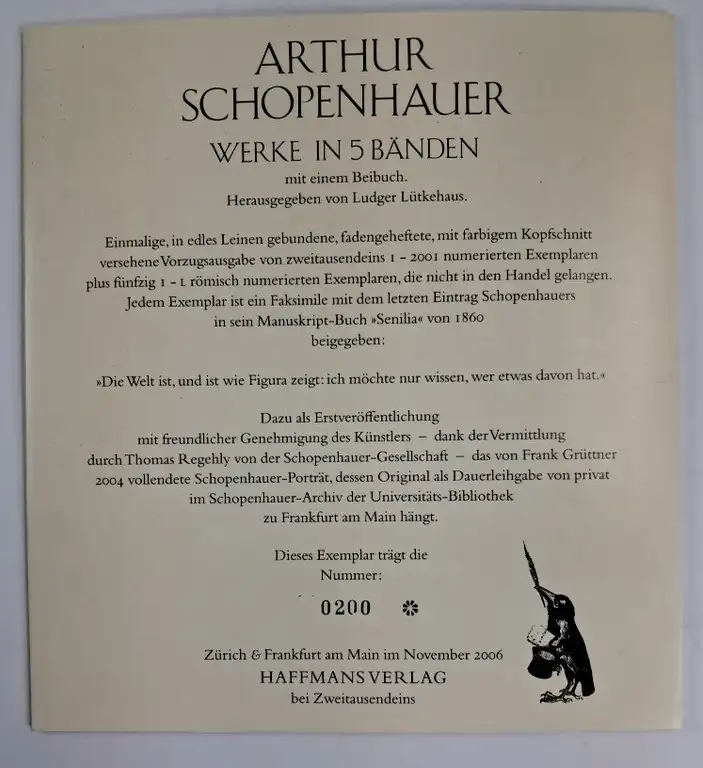 ARTHUR
SCHOPENHAUER
WERKE IN 5 BÄNDEN
mit einem Beibuch.
Herausgegeben von Ludger Lütkehaus.
Einmalige, in edles Leinen gebundene, fadengeheftete, mit farbigem Kopfschnitt
versehene Vorzugsausgabe von zweitausendeins 1 – 2001 numerierten Exemplaren
plus fünfzig I – L römisch numerierten Exemplaren, die nicht in den Handel gelangen.
Jedem Exemplar ist ein Faksimile mit dem letzten Eintrag Schopenhauers
in sein Manuskript-Buch »Senilia« von 1860
beigegeben:
»Die Welt ist, und ist wie Figura zeigt: ich möchte nur wissen, wer etwas davon hat.«
Dazu als Erstveröffentlichung
mit freundlicher Genehmigung des Künstlers – dank der Vermittlung
durch Thomas Regehly von der Schopenhauer-Gesellschaft – das von Frank Grüttner
2004 vollendete Schopenhauer-Porträt, dessen Original als Dauerleihgabe von privat
im Schopenhauer-Archiv der Universitäts-Bibliothek
zu Frankfurt am Main hängt.
Dieses Exemplar trägt die
Nummer:
0200 ✻
Zürich & Frankfurt am Main im November 2006
HAFFMANS VERLAG
bei Zweitausendeins